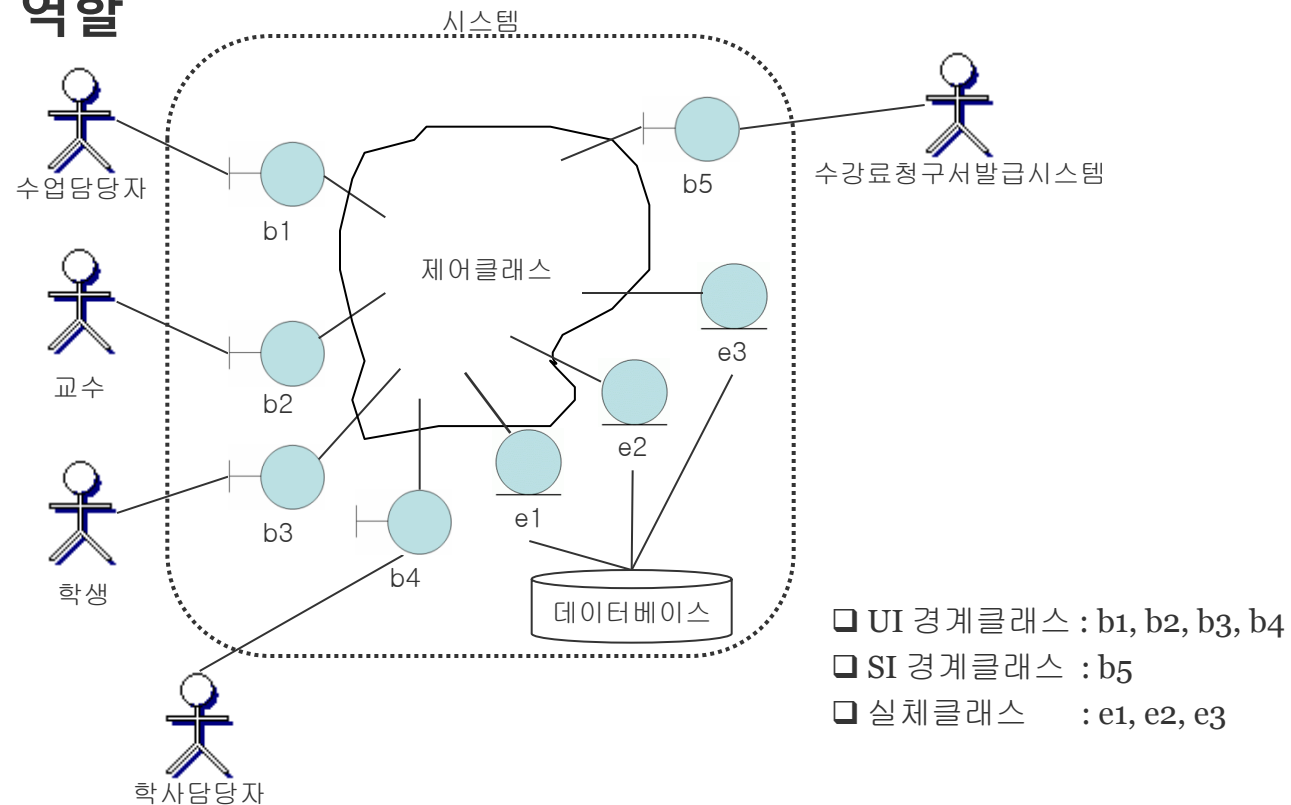 역할
시스템
수업담당자
b1
b5
수강료청구서발급시스템
제어클래스
교수
b2
e3
e2
학생
b3
e1
b4
데이터베이스
❑ UI 경계클래스 : b1, b2, b3, b4
❑ SI 경계클래스 : b5
❑ 실체클래스 : e1, e2, e3
학사담당자